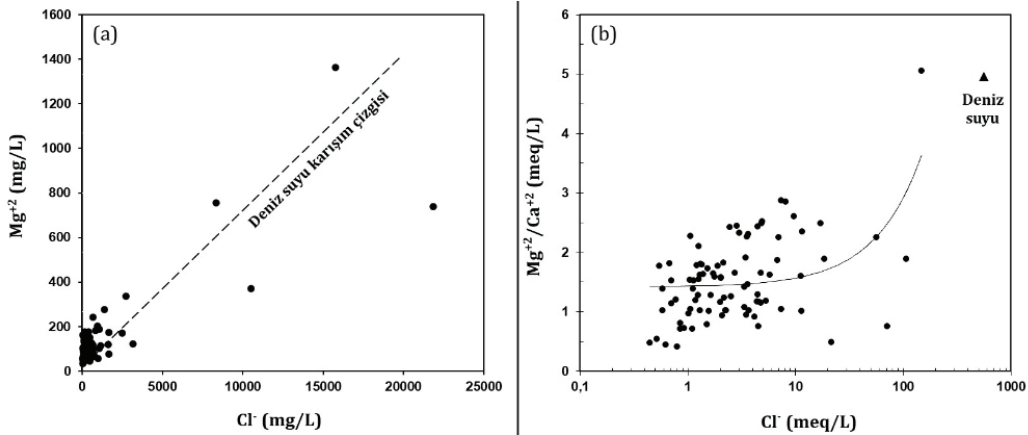 (a)
1600
1400
1200
1000
800
600
400
200
0
Mg⁺² (mg/L)
Deniz suyu karışım çizgisi
0 5000 10000 15000 20000 25000
Cl⁻ (mg/L)
(b)
6
5
4
3
2
1
0
Mg⁺²/Ca⁺² (meq/L)
Deniz
suyu
0,1 1 10 100 1000
Cl⁻ (meq/L)